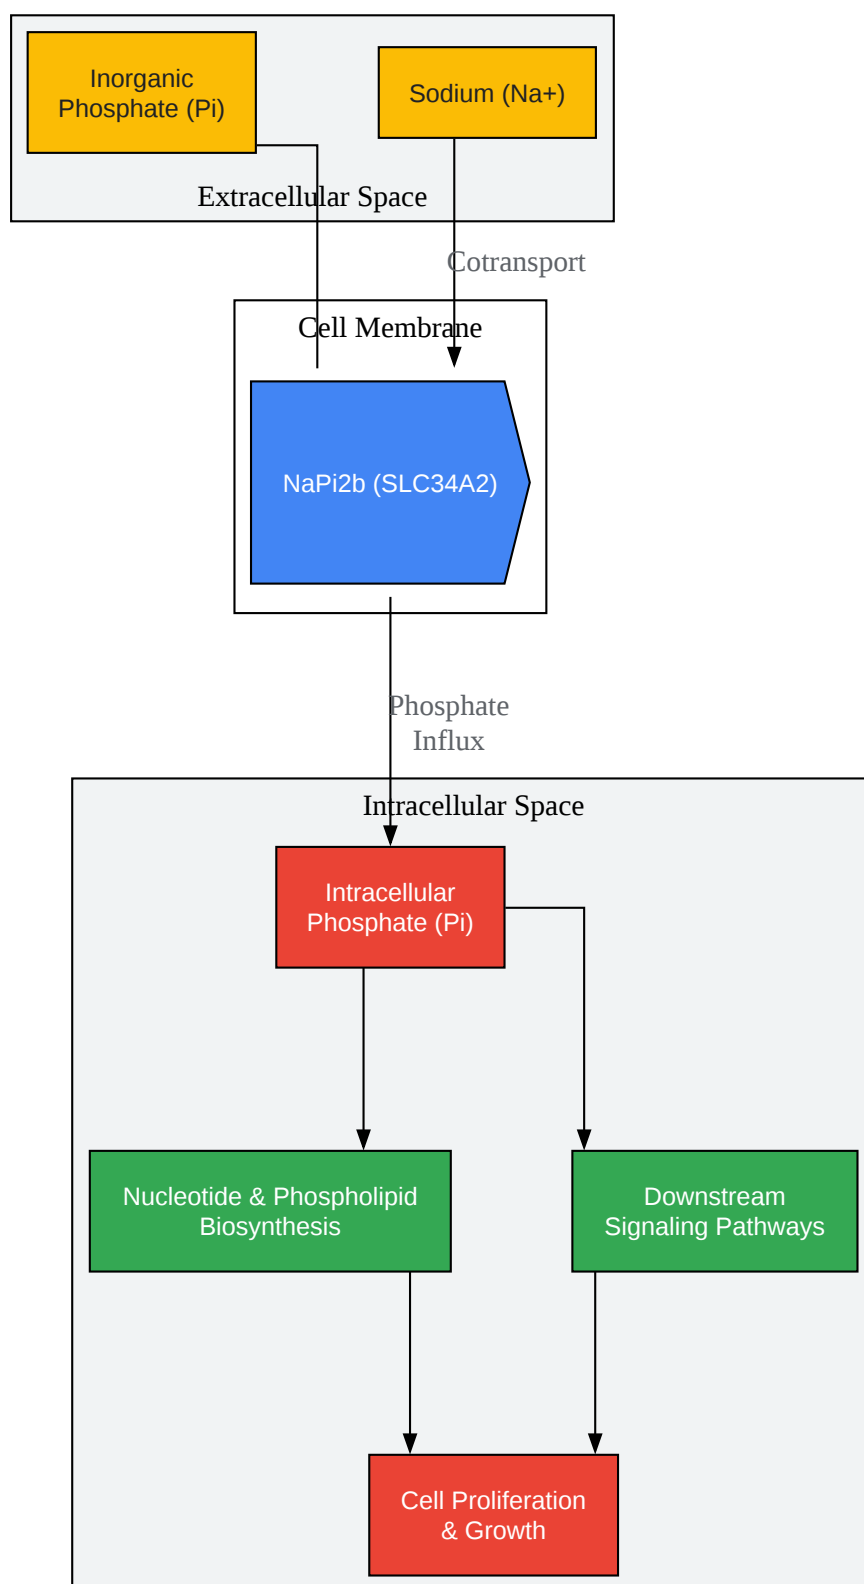 Inorganic
Phosphate (Pi)
Sodium (Na+)
Extracellular Space
Cotransport
Cell Membrane
NaPi2b (SLC34A2)
Phosphate
Influx
Intracellular Space
Intracellular
Phosphate (Pi)
Nucleotide & Phospholipid
Biosynthesis
Downstream
Signaling Pathways
Cell Proliferation
& Growth